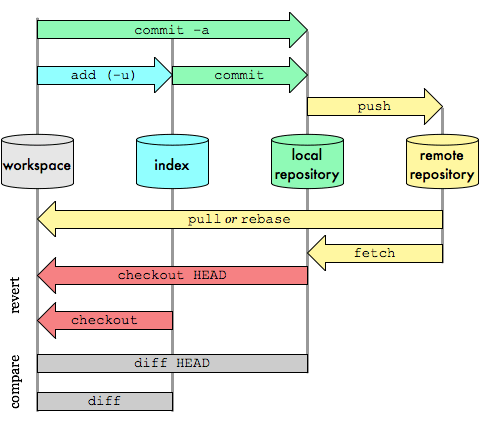 commit -a
add (-u)
commit
push
workspace
index
local
repository
remote
repository
pull or rebase
fetch
revert
checkout HEAD
checkout
compare
diff HEAD
diff